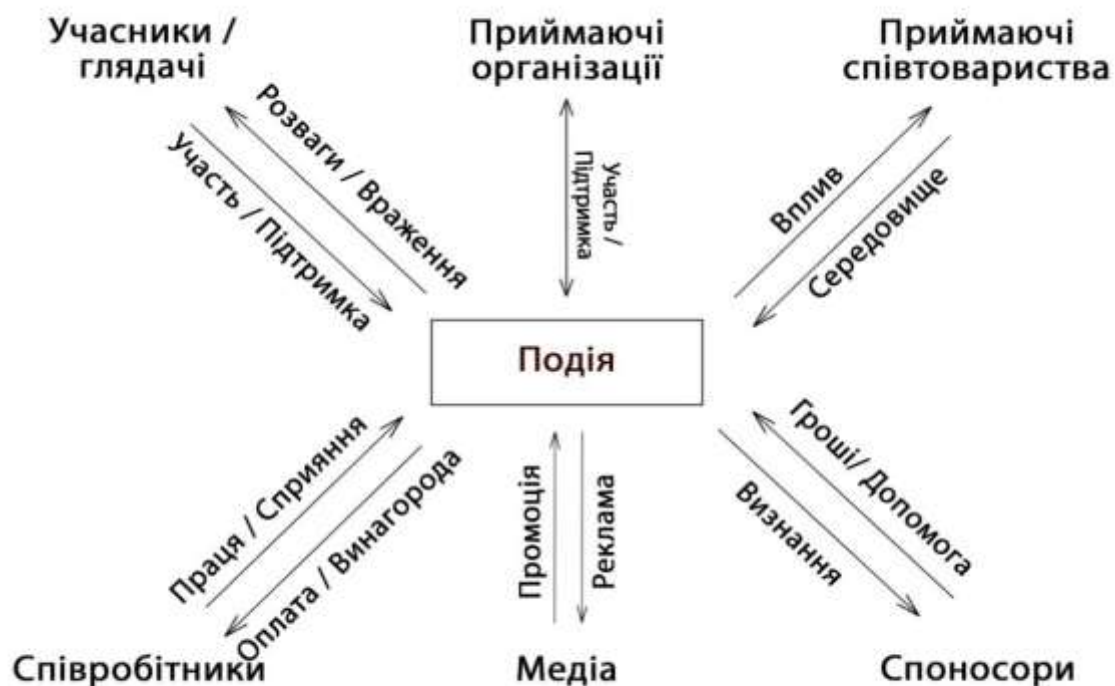 Учасники /
глядачі
Приймаючі
організації
Приймаючі
співтовариства
Розваги / Враження
Участь / Підтримка
Участь /
Підтримка
Вплив
Середовище
Подія
Праця / Сприяння
Оплата / Винагорода
Промоція
Реклама
Гроші/ Допомога
Визнання
Співробітники
Медіа
Споносори